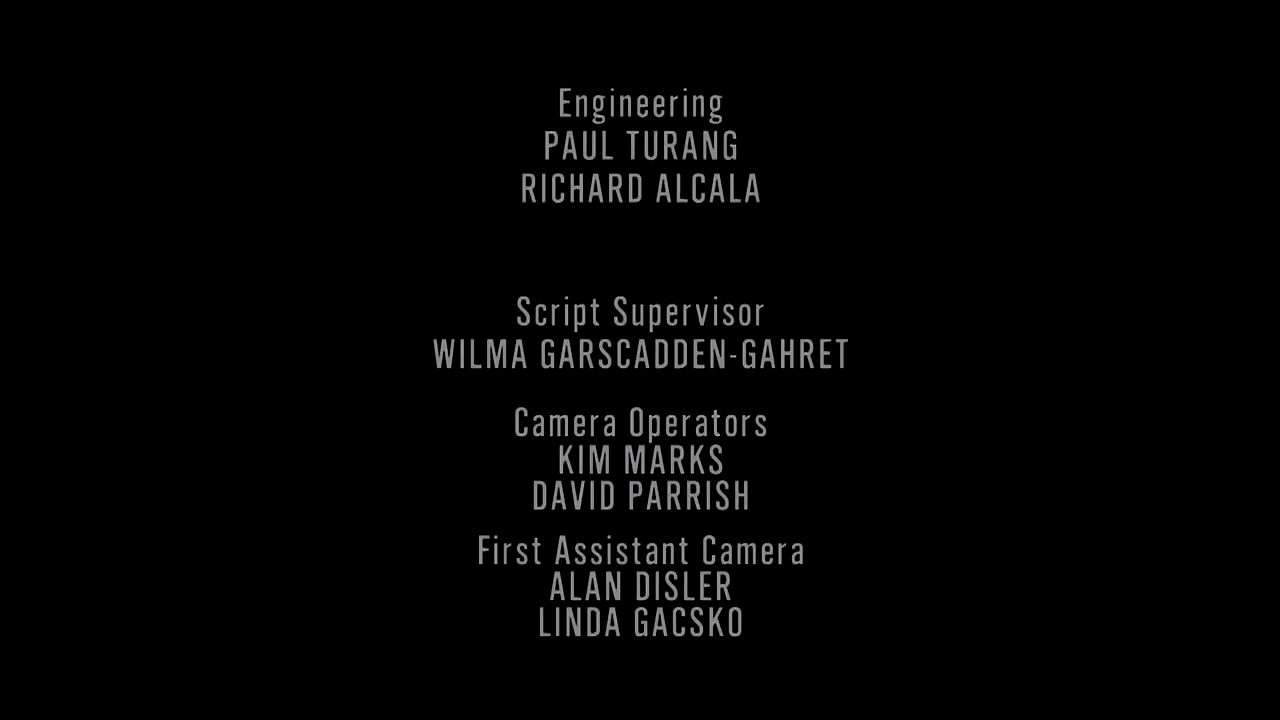 Engineering
PAUL TURANG
RICHARD ALCALA
Script Supervisor
WILMA GARSCADDEN-GAHRET
Camera Operators
KIM MARKS
DAVID PARRISH
First Assistant Camera
ALAN DISLER
LINDA GACSKO